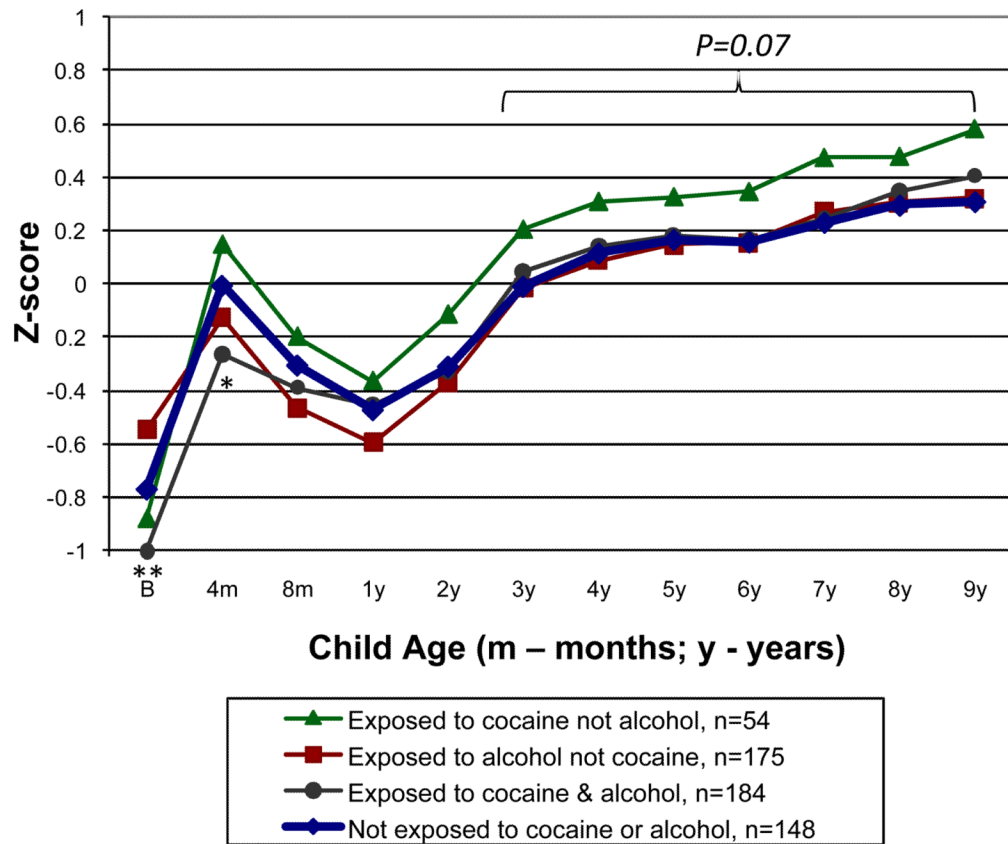 1
0.8
0.6
0.4
0.2
0
0.2
-0.4
-0.6
-0.8
-1
Z-score
P=0.07
*
**
B 4m 8m 1y 2y 3y 4y 5y 6y 7y 8y 9y
Child Age (m – months; y - years)
Exposed to cocaine not alcohol, n=54
Exposed to alcohol not cocaine, n=175
Exposed to cocaine & alcohol, n=184
Not exposed to cocaine or alcohol, n=148